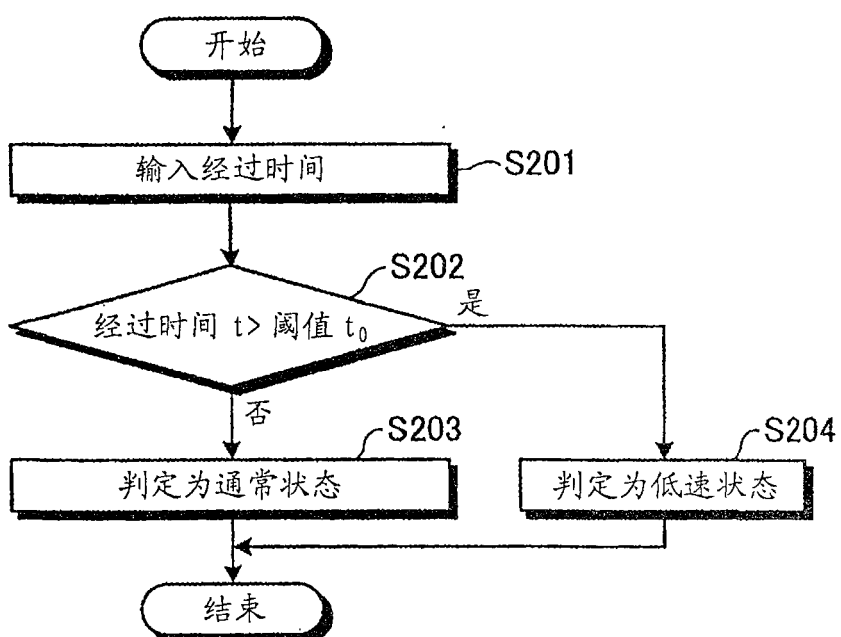 开始
输入经过时间
S201
S202
经过时间 t> 阈值 t₀
是
否
S203
判定为通常状态
S204
判定为低速状态
结束